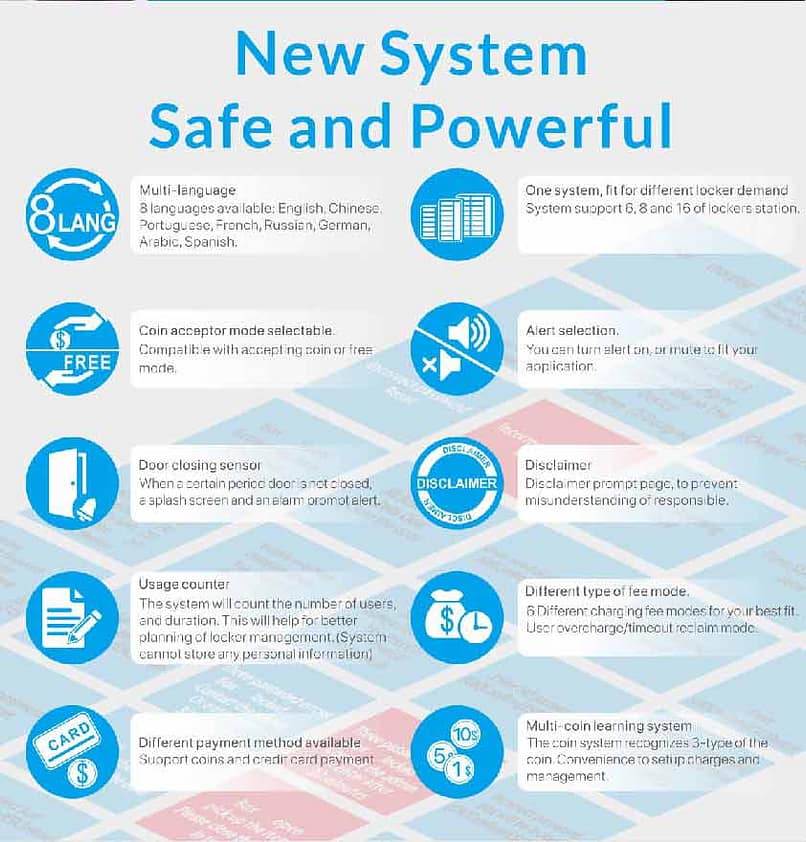 New System
Safe and Powerful
8 LANG
Multi-language
8 languages available: English, Chinese,
Portuguese, French, Russian, German,
Arabic, Spanish.
One system, fit for different locker demand
System support 6, 8 and 16 of lockers station.
$
FREE
Coin acceptor mode selectable.
Compatible with accepting coin or free
mode.
Alert selection.
You can turn alert on, or mute to fit your
application.
Door closing sensor
When a certain period door is not closed,
a splash screen and an alarm prompt alert.
DISCLAIMER
DISCLAIMER
DISCLAIMER
Disclaimer
Disclaimer prompt page, to prevent
misunderstanding of responsible.
Usage counter
The system will count the number of users,
and duration. This will help for better
planning of locker management. (System
cannot store any personal information)
$
Different type of fee mode.
6 Different charging fee modes for your best fit.
User overcharge/timeout reclaim mode.
CARD
$
Different payment method available
Support coins and credit card payment
10$
5$
1$
Multi-coin learning system
The coin system recognizes 3-type of the
coin. Convenience to setup charges and
management.